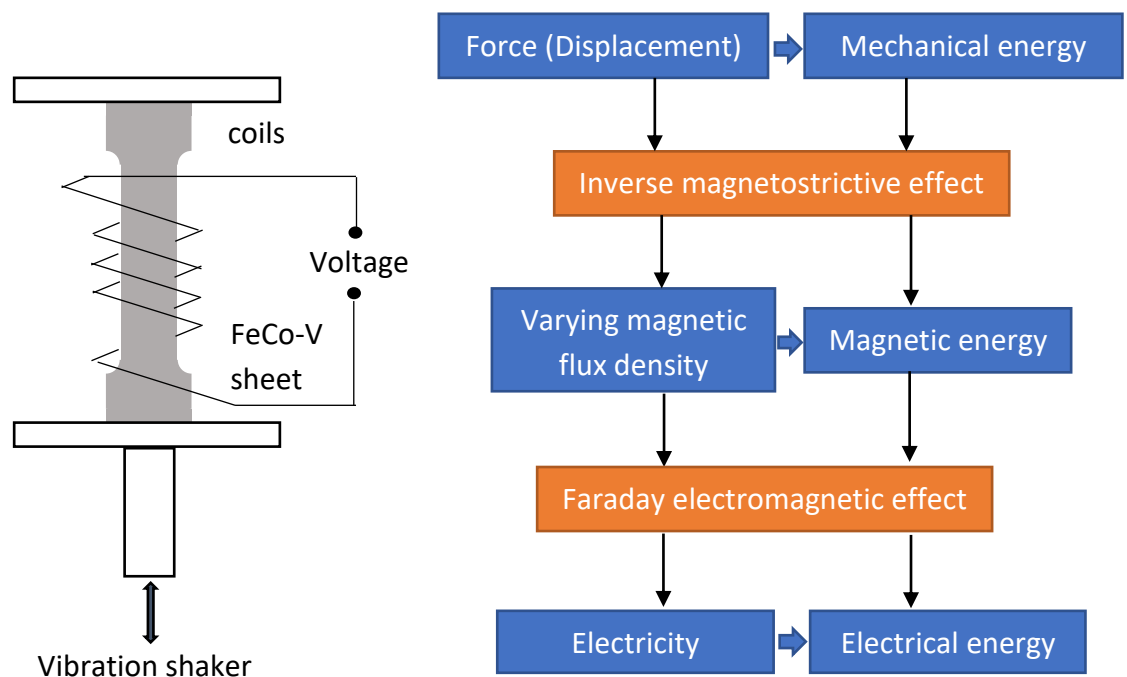 coils
Voltage
FeCo-V
sheet
Vibration shaker
Force (Displacement)
Mechanical energy
Inverse magnetostrictive effect
Varying magnetic
flux density
Magnetic energy
Faraday electromagnetic effect
Electricity
Electrical energy